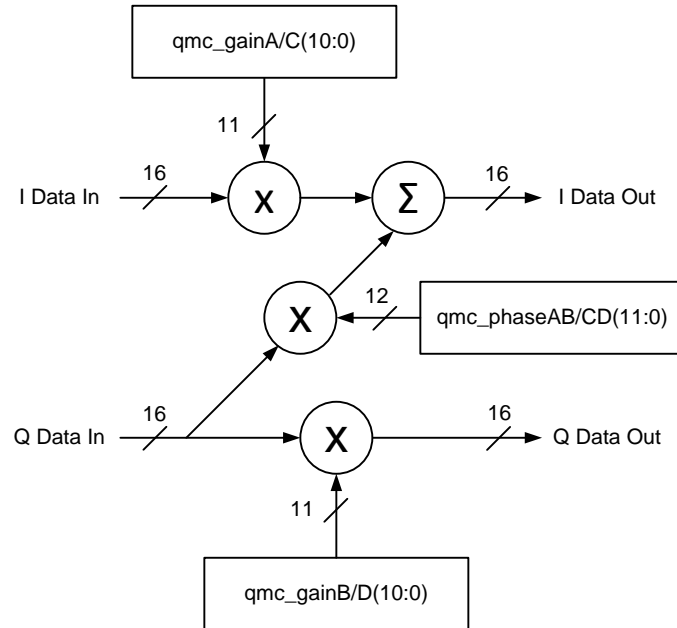 qmc_gainA/C(10:0)
11
16
I Data In
X
Σ
16
I Data Out
X
12
qmc_phaseAB/CD(11:0)
16
Q Data In
X
16
Q Data Out
11
qmc_gainB/D(10:0)